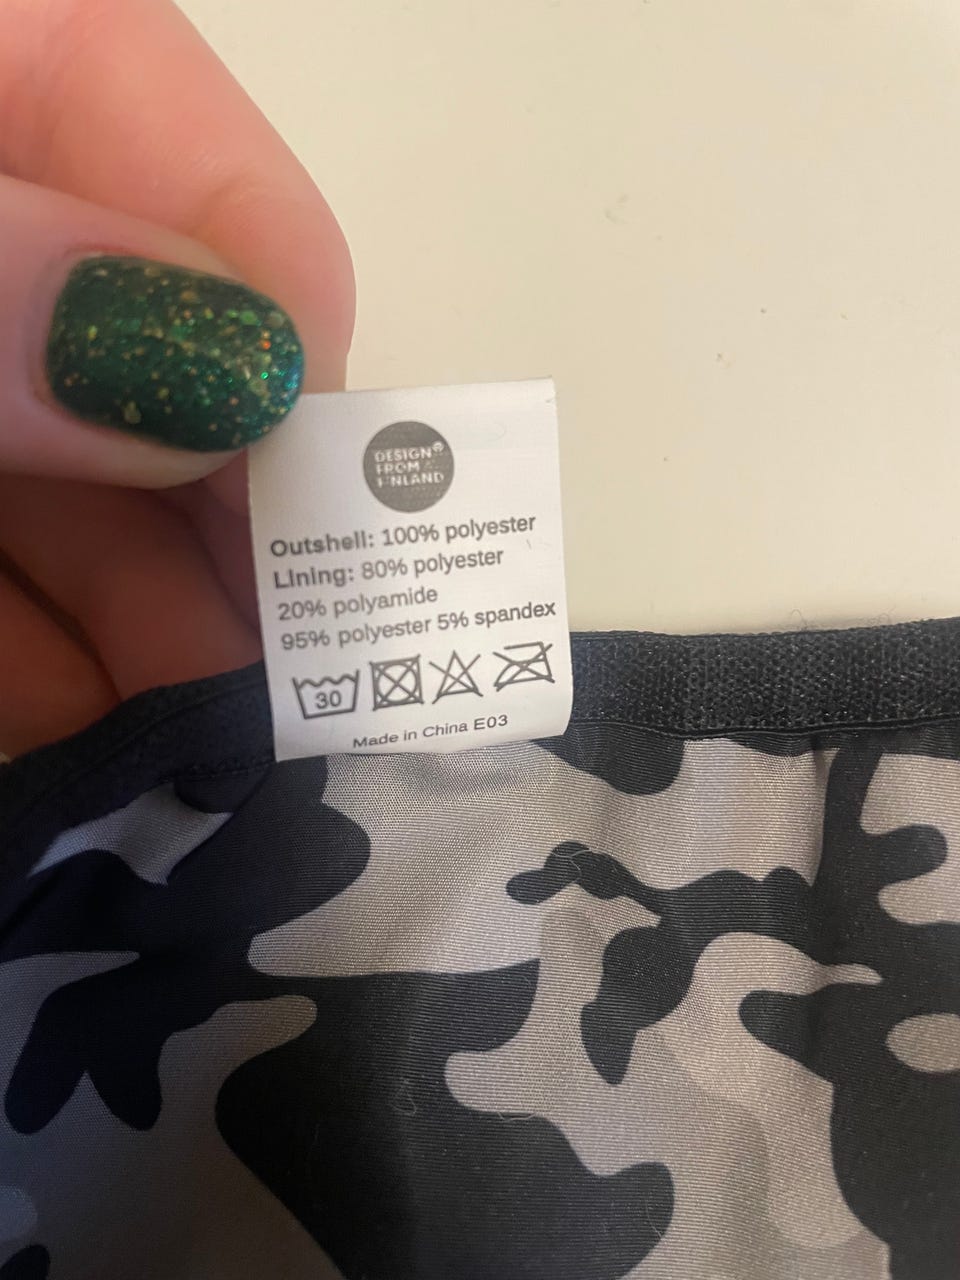 DESIGN®
FROM
FINLAND
Outshell: 100% polyester
Lining: 80% polyester
20% polyamide
95% polyester 5% spandex
30
Made in China E03